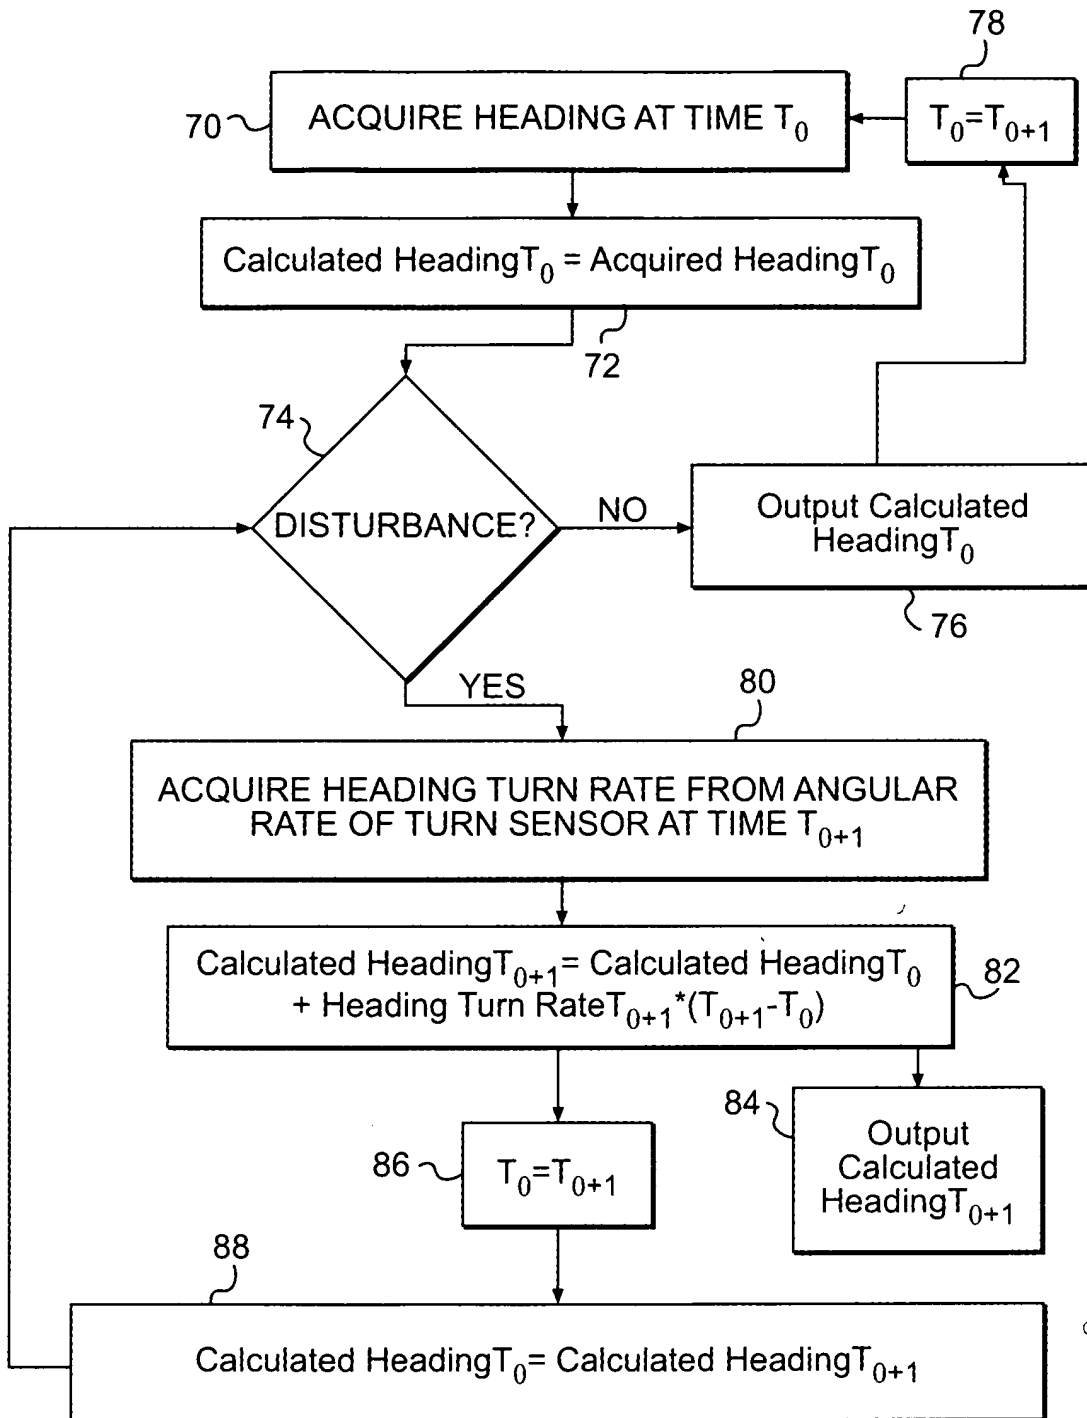 78
70
ACQUIRE HEADING AT TIME T0
T0=T0+1
Calculated HeadingT0 = Acquired HeadingT0
72
74
DISTURBANCE?
NO
Output Calculated
HeadingT0
76
YES
80
ACQUIRE HEADING TURN RATE FROM ANGULAR
RATE OF TURN SENSOR AT TIME T0+1
Calculated HeadingT0+1= Calculated HeadingT0
+ Heading Turn RateT0+1*(T0+1-T0)
82
84
Output
Calculated
HeadingT0+1
86
T0=T0+1
88
Calculated HeadingT0= Calculated HeadingT0+1